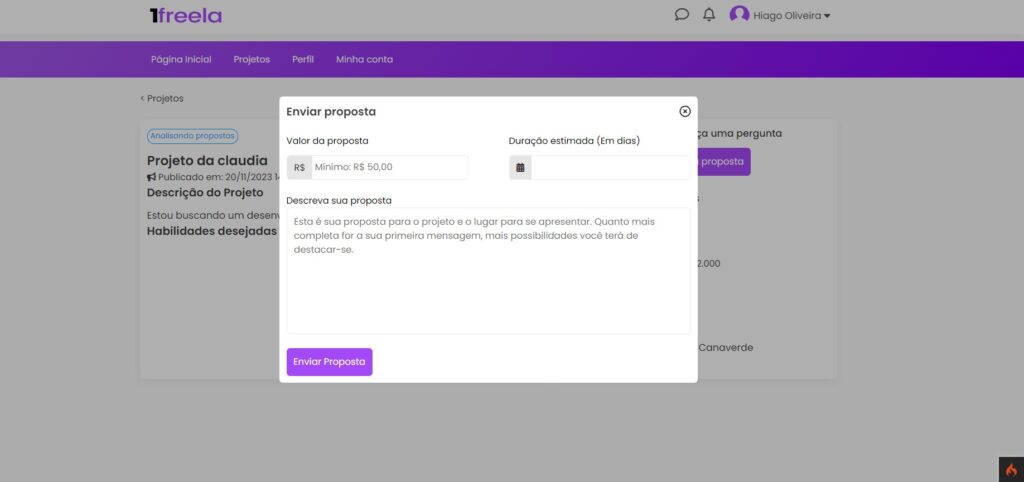 1freela
Hiago Oliveira
Página Inicial Projetos Perfil Minha conta
< Projetos
Enviar proposta
Valor da proposta
R$ Mínimo: R$ 50,00
Duração estimada (Em dias)
Descreva sua proposta
Esta é sua proposta para o projeto e o lugar para se apresentar. Quanto mais
completa for a sua primeira mensagem, mais possibilidades você terá de
destacar-se.
Enviar Proposta
Analisando propostas
Projeto da claudia
Publicado em: 20/11/2023 1
Descrição do Projeto
Estou buscando um desen
Habilidades desejadas
uma pergunta
proposta
2.000
Canaverde